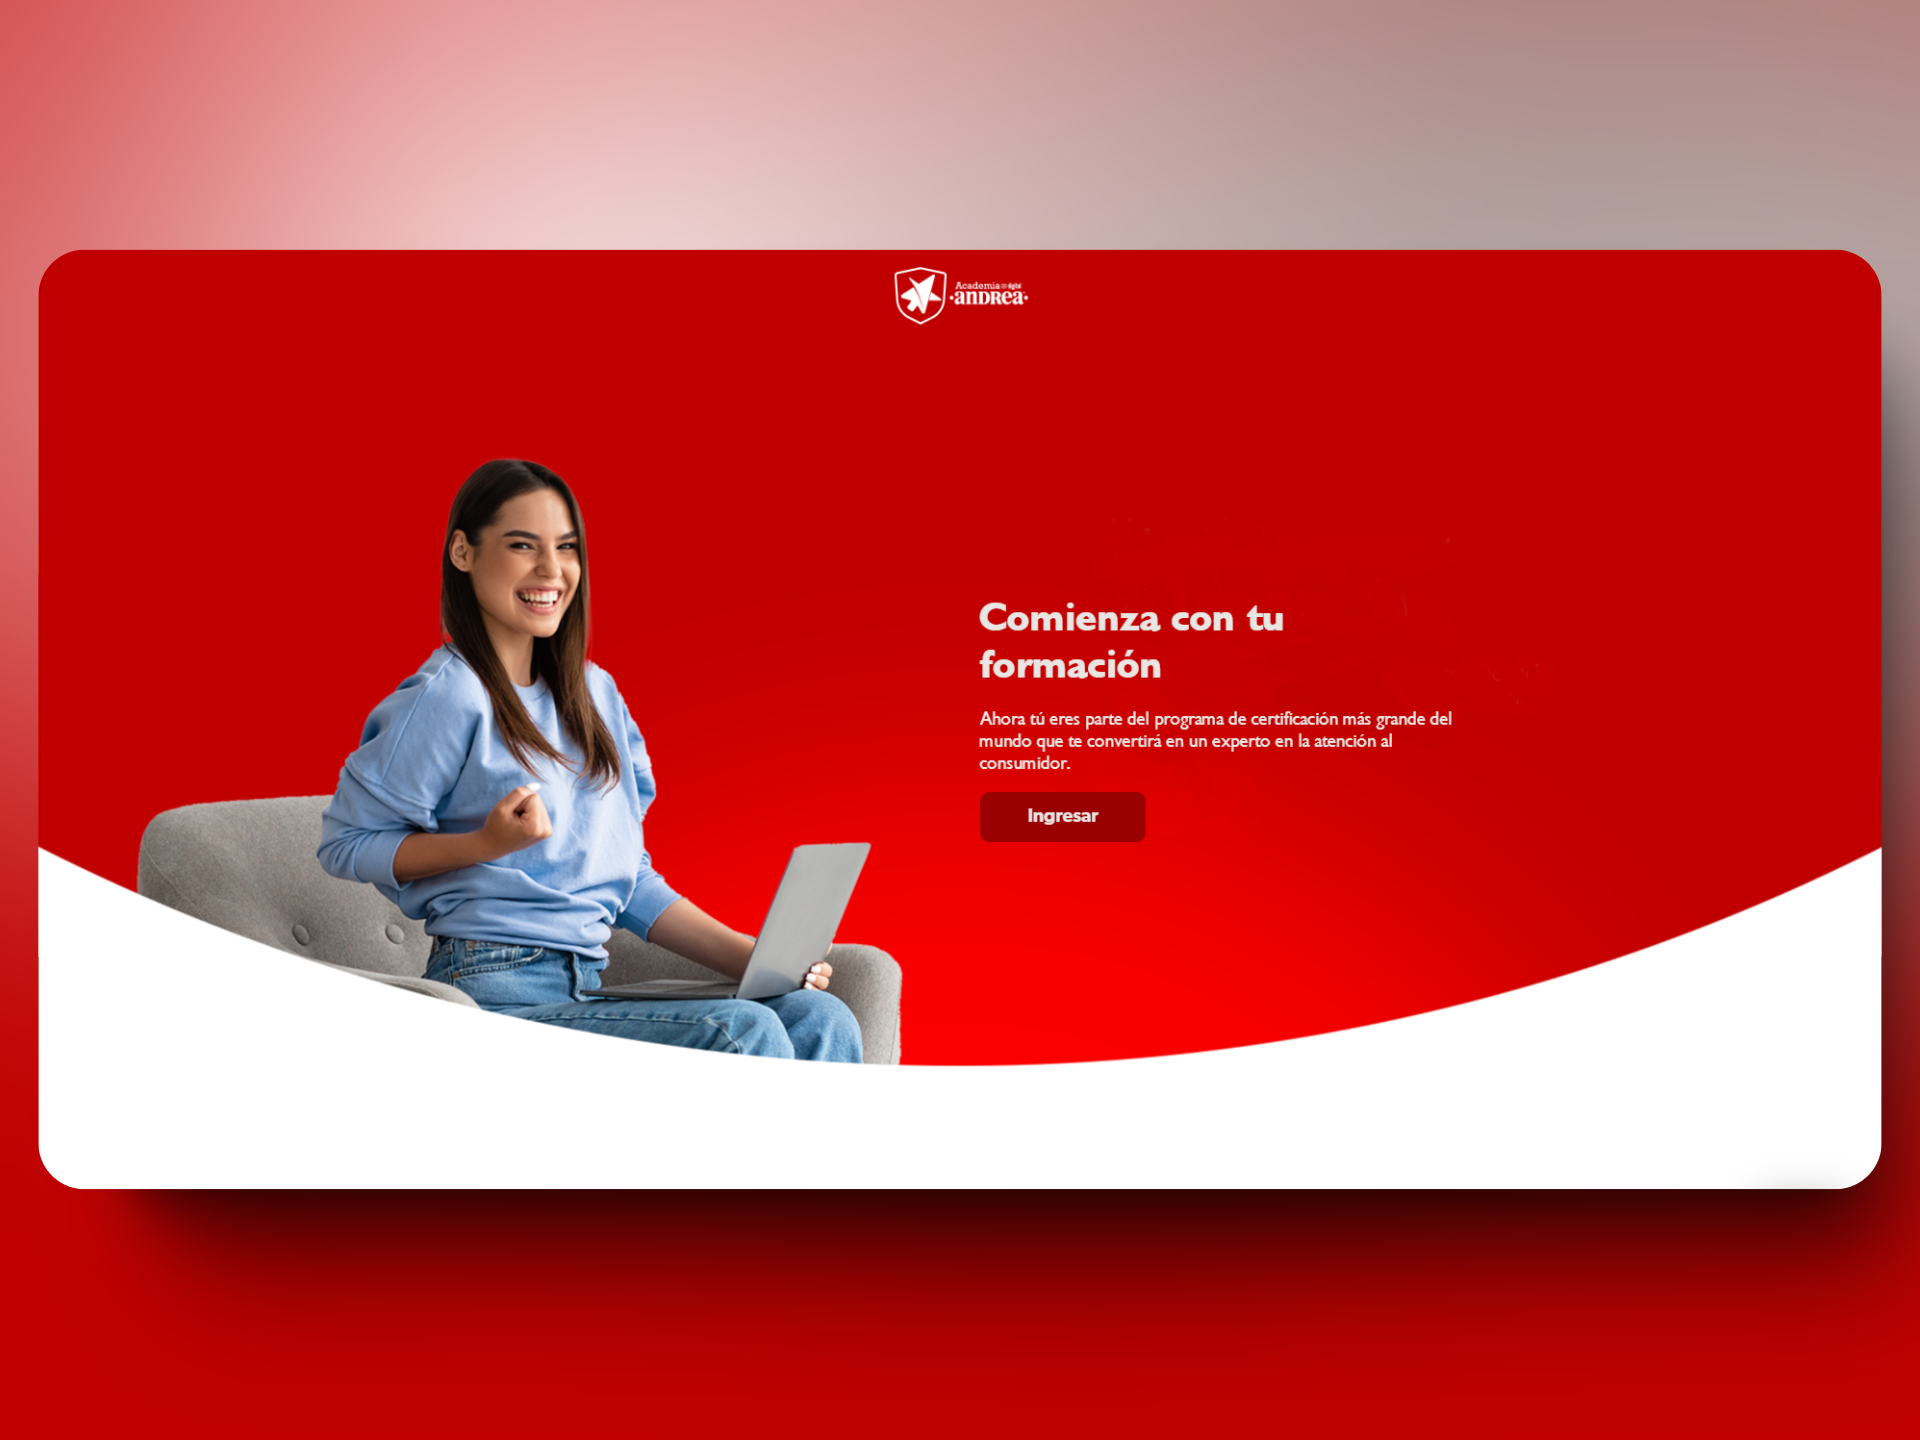 Academia digital
·andrea·
Comienza con tu
formación
Ahora tú eres parte del programa de certificación más grande del
mundo que te convertirá en un experto en la atención al
consumidor.
Ingresar